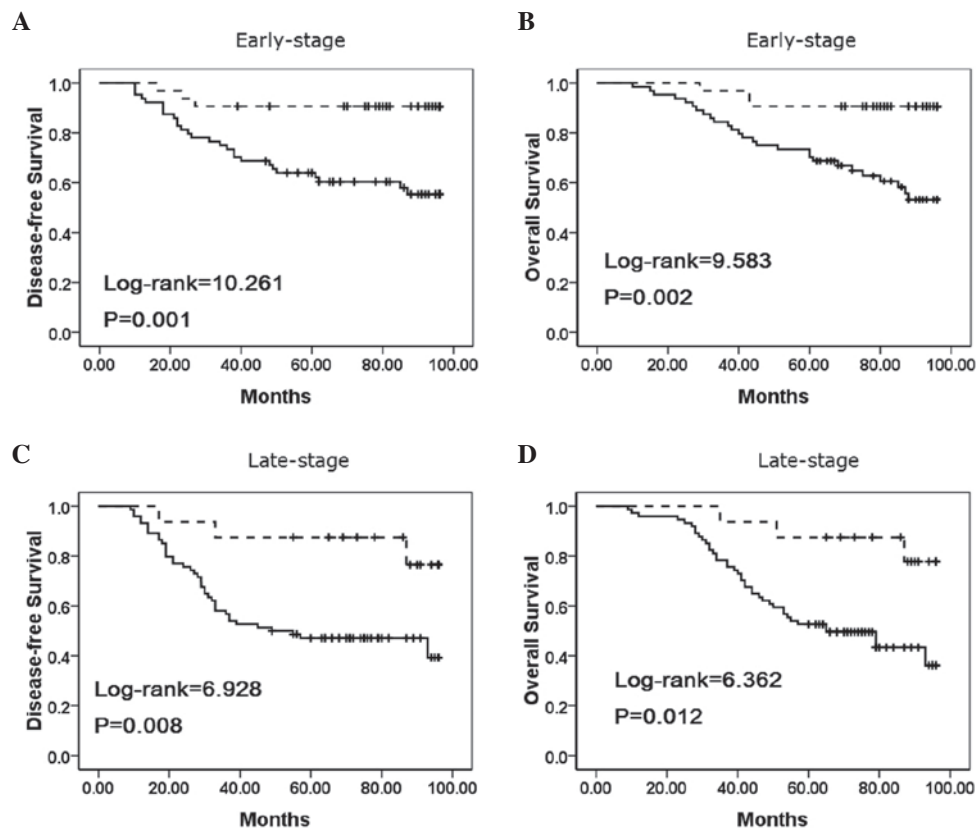 A
Early-stage
Disease-free Survival
1.0
0.8
0.6
0.4
0.2
0.0
Log-rank=10.261
P=0.001
0.00 20.00 40.00 60.00 80.00 100.00
Months
B
Early-stage
Overall Survival
1.0
0.8
0.6
0.4
0.2
0.0
Log-rank=9.583
P=0.002
0.00 20.00 40.00 60.00 80.00 100.00
Months
C
Late-stage
Disease-free Survival
1.0
0.8
0.6
0.4
0.2
0.0
Log-rank=6.928
P=0.008
0.00 20.00 40.00 60.00 80.00 100.00
Months
D
Late-stage
Overall Survival
1.0
0.8
0.6
0.4
0.2
0.0
Log-rank=6.362
P=0.012
0.00 20.00 40.00 60.00 80.00 100.00
Months